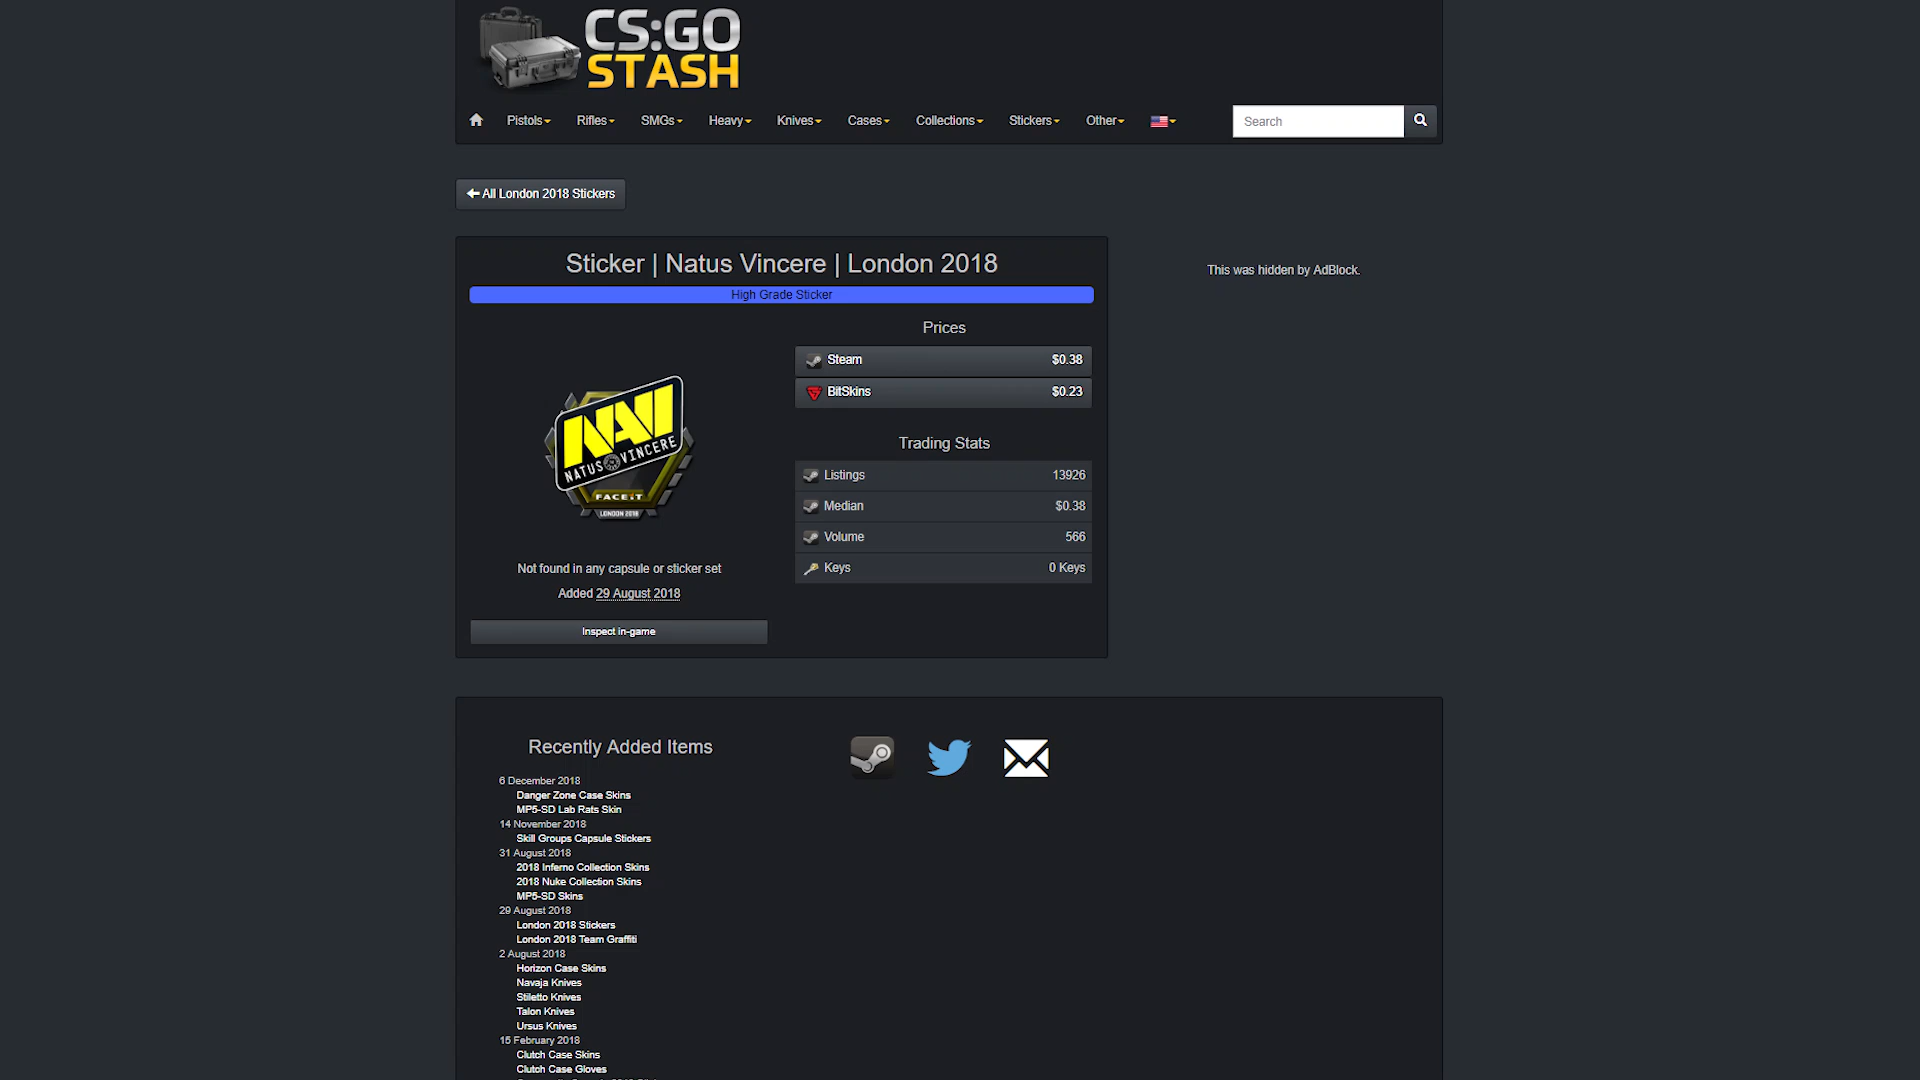 CS:GO
STASH
Pistols Rifles SMGs Heavy Knives Cases Collections Stickers Other Search
All London 2018 Stickers
Sticker | Natus Vincere | London 2018
High Grade Sticker
This was hidden by AdBlock.
Prices
Steam $0.38
BitSkins $0.23
NAVI
NATUS VINCERE
FACEIT
LONDON 2018
Trading Stats
Listings 13926
Median $0.38
Volume 566
Keys 0 Keys
Not found in any capsule or sticker set
Added 29 August 2018
Inspect in-game
Recently Added Items
6 December 2018
Danger Zone Case Skins
MP5-SD Lab Rats Skin
14 November 2018
Skill Groups Capsule Stickers
31 August 2018
2018 Inferno Collection Skins
2018 Nuke Collection Skins
MP5-SD Skins
29 August 2018
London 2018 Stickers
London 2018 Team Graffiti
2 August 2018
Horizon Case Skins
Navaja Knives
Stiletto Knives
Talon Knives
Ursus Knives
15 February 2018
Clutch Case Skins
Clutch Case Gloves